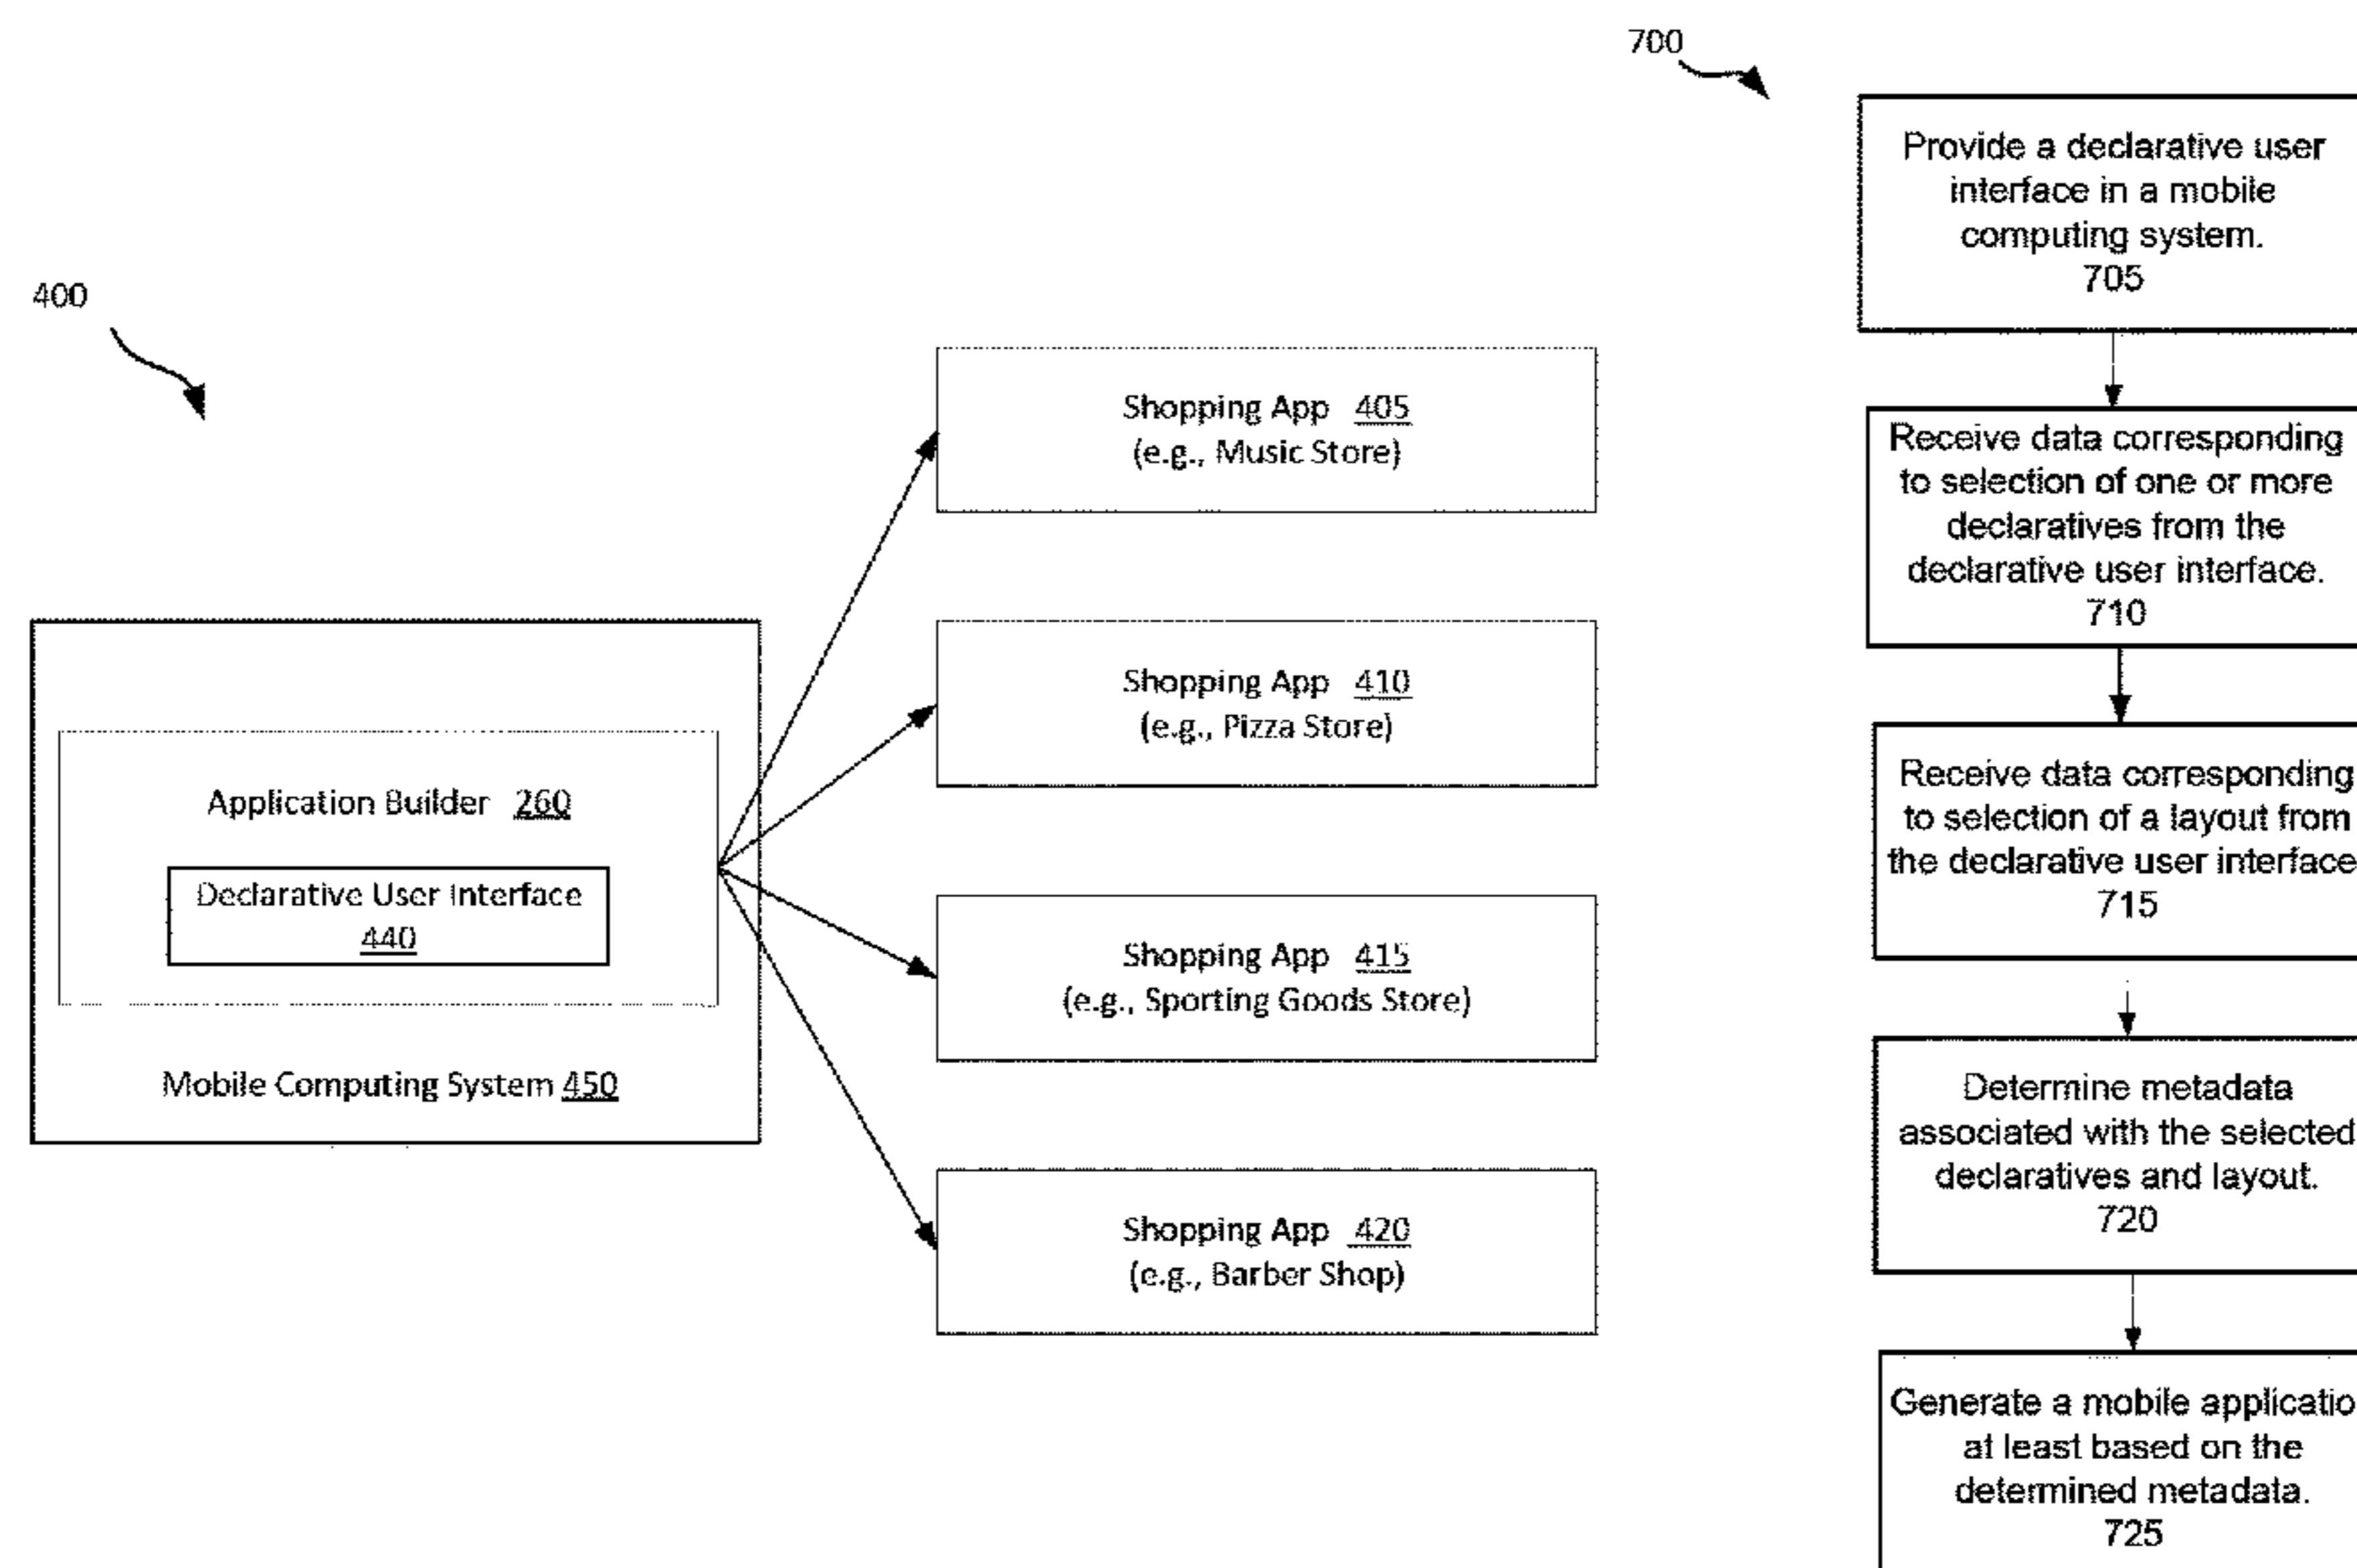 400
Application Builder 260
Declarative User Interface
440
Mobile Computing System 450
Shopping App 405
(e.g., Music Store)
Shopping App 410
(e.g., Pizza Store)
Shopping App 415
(e.g., Sporting Goods Store)
Shopping App 420
(e.g., Barber Shop)
700
Provide a declarative user
interface in a mobile
computing system.
705
Receive data corresponding
to selection of one or more
declaratives from the
declarative user interface.
710
Receive data corresponding
to selection of a layout from
the declarative user interface
715
Determine metadata
associated with the selected
declaratives and layout.
720
Generate a mobile applicatio
at least based on the
determined metadata.
725